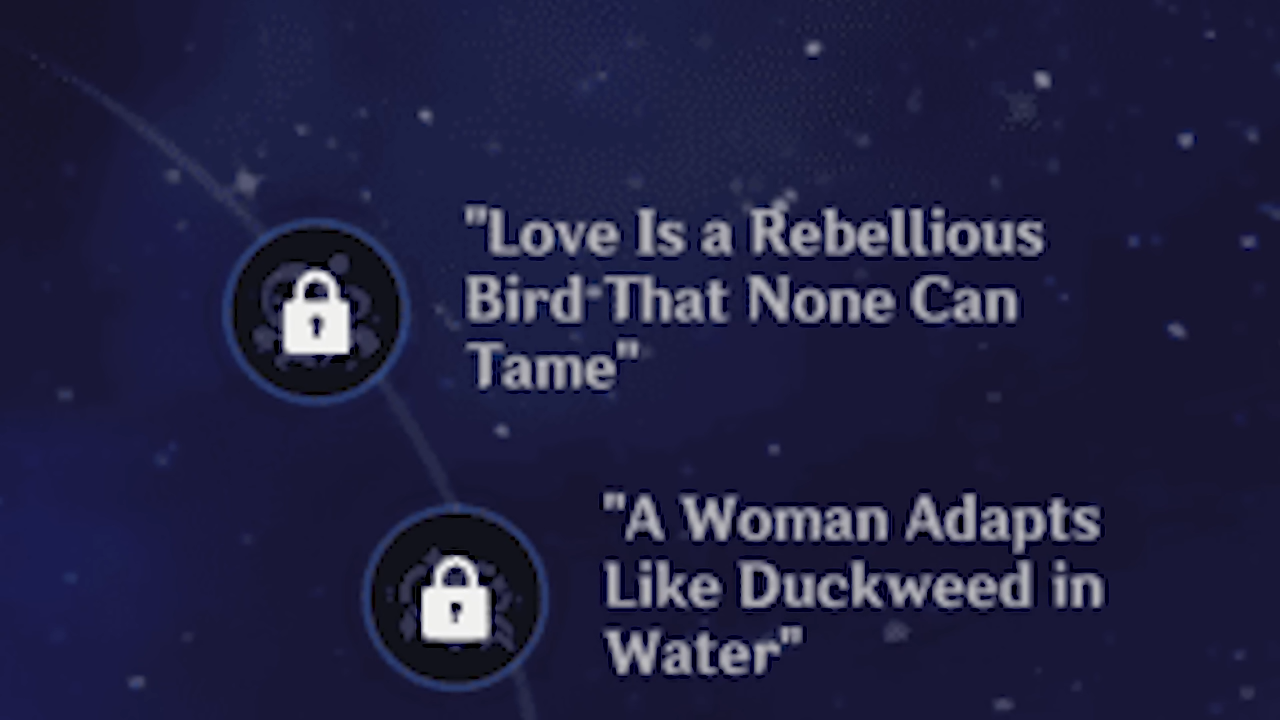 "Love Is a Rebellious
Bird That None Can
Tame"
"A Woman Adapts
Like Duckweed in
Water"